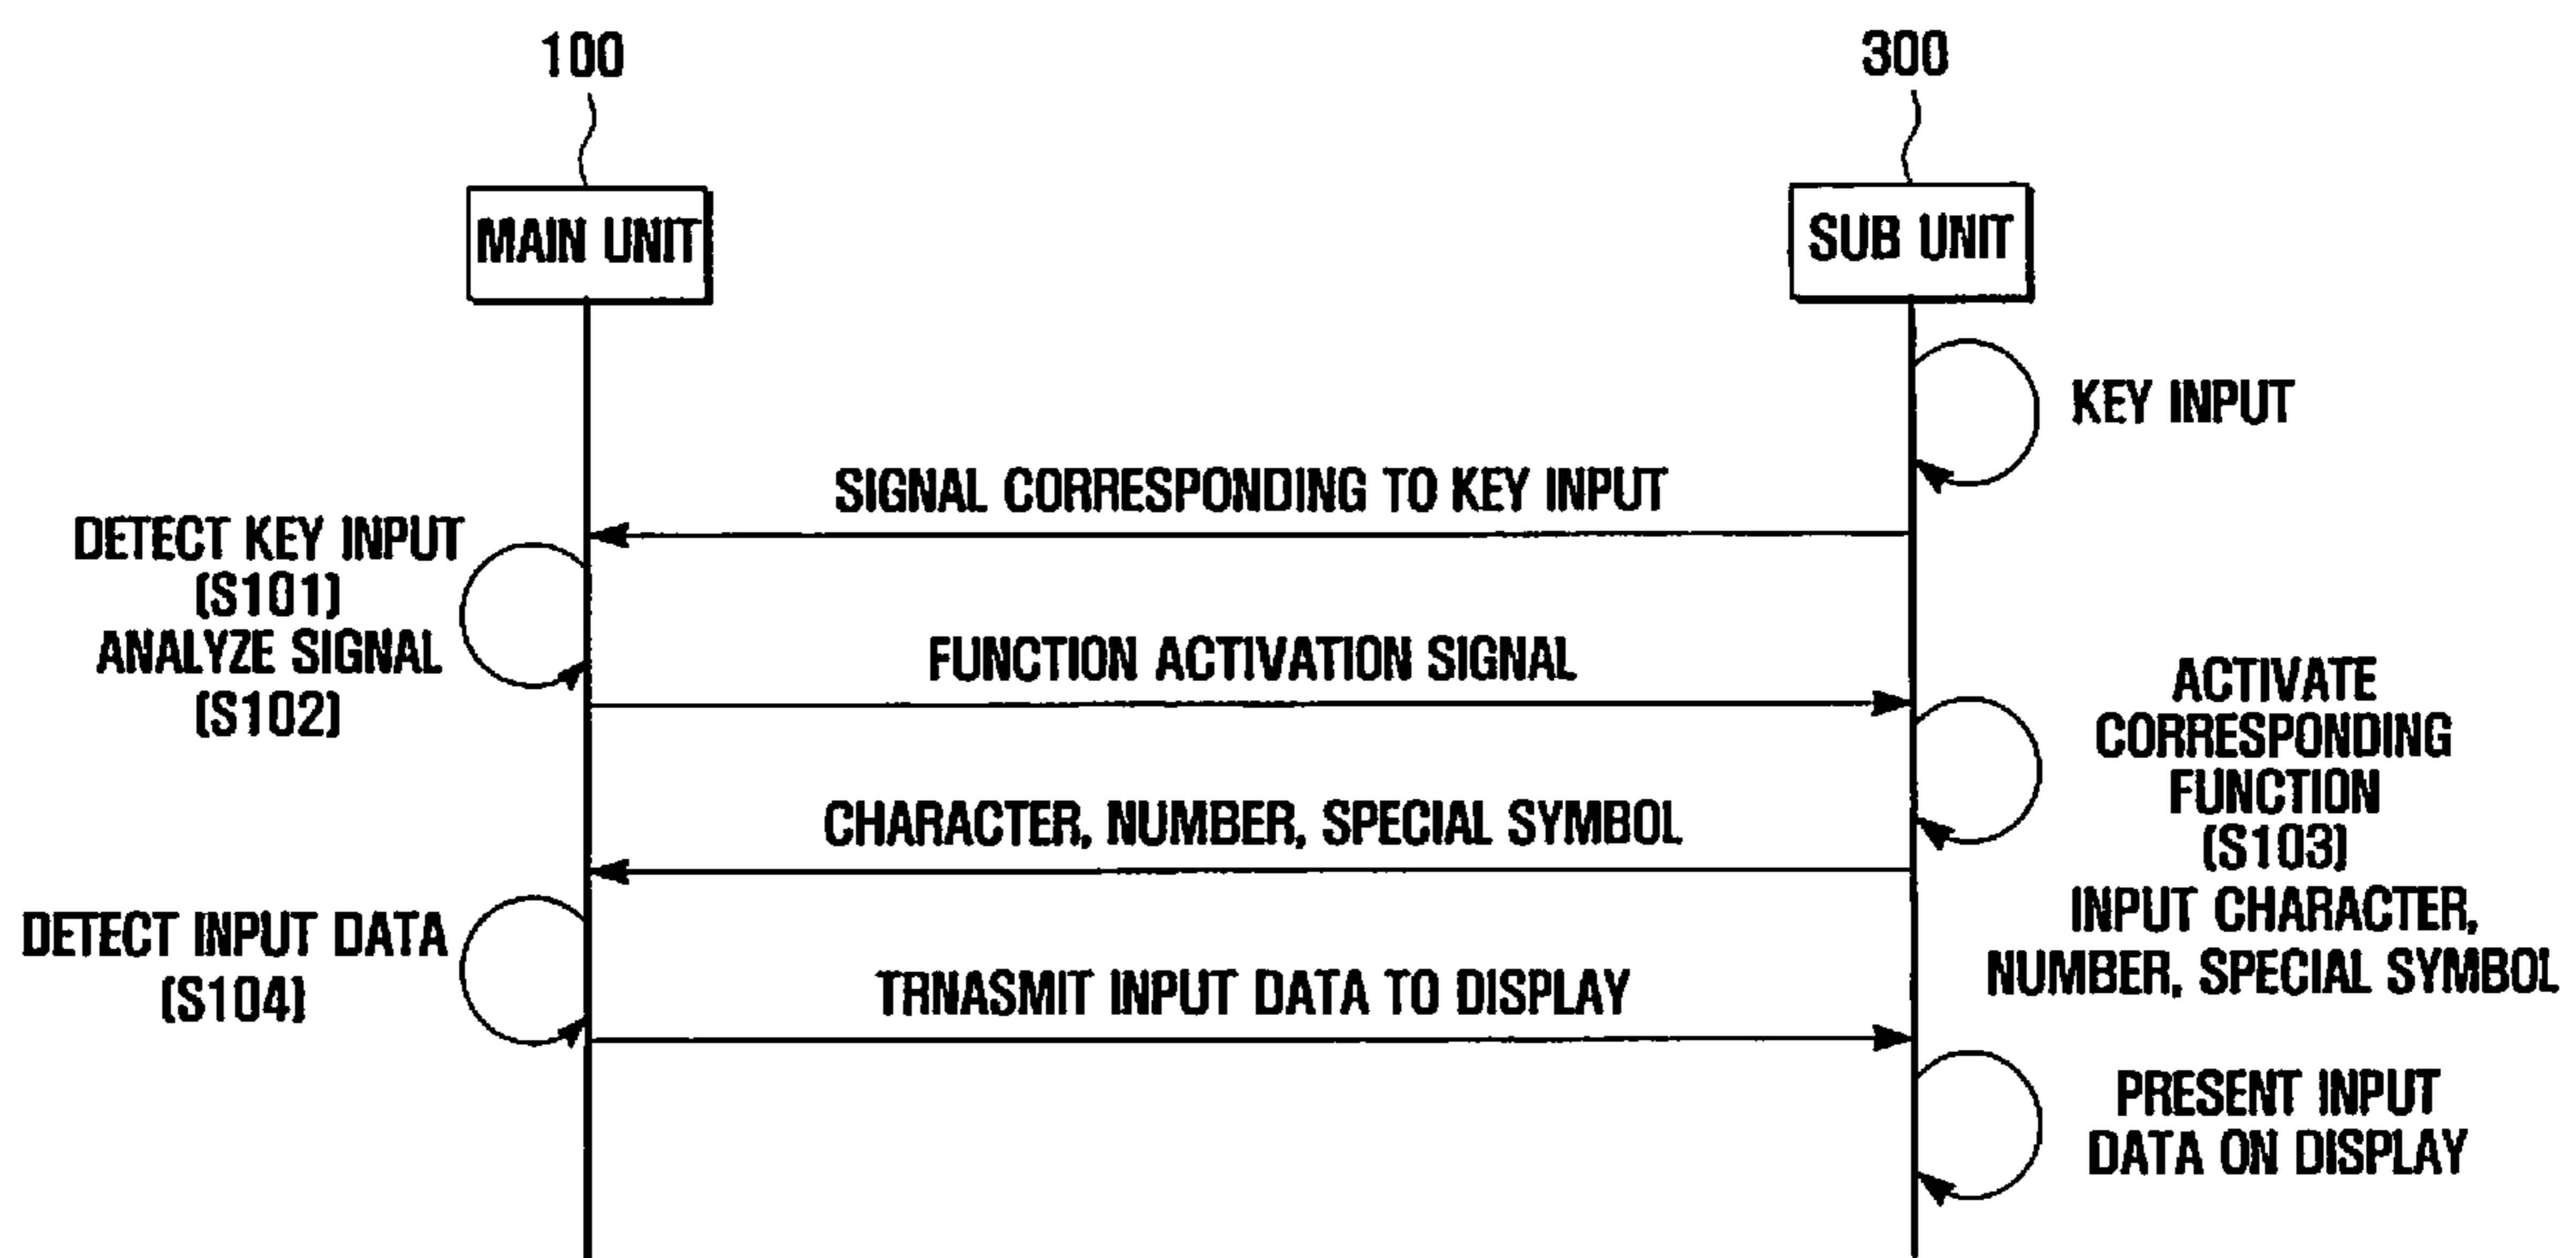 100
300
MAIN UNIT
SUB UNIT
KEY INPUT
SIGNAL CORRESPONDING TO KEY INPUT
DETECT KEY INPUT
(S101)
ANALYZE SIGNAL
(S102)
FUNCTION ACTIVATION SIGNAL
ACTIVATE
CORRESPONDING
FUNCTION
(S103)
INPUT CHARACTER,
NUMBER, SPECIAL SYMBOL
CHARACTER, NUMBER, SPECIAL SYMBOL
DETECT INPUT DATA
(S104)
TRNASMIT INPUT DATA TO DISPLAY
PRESENT INPUT
DATA ON DISPLAY